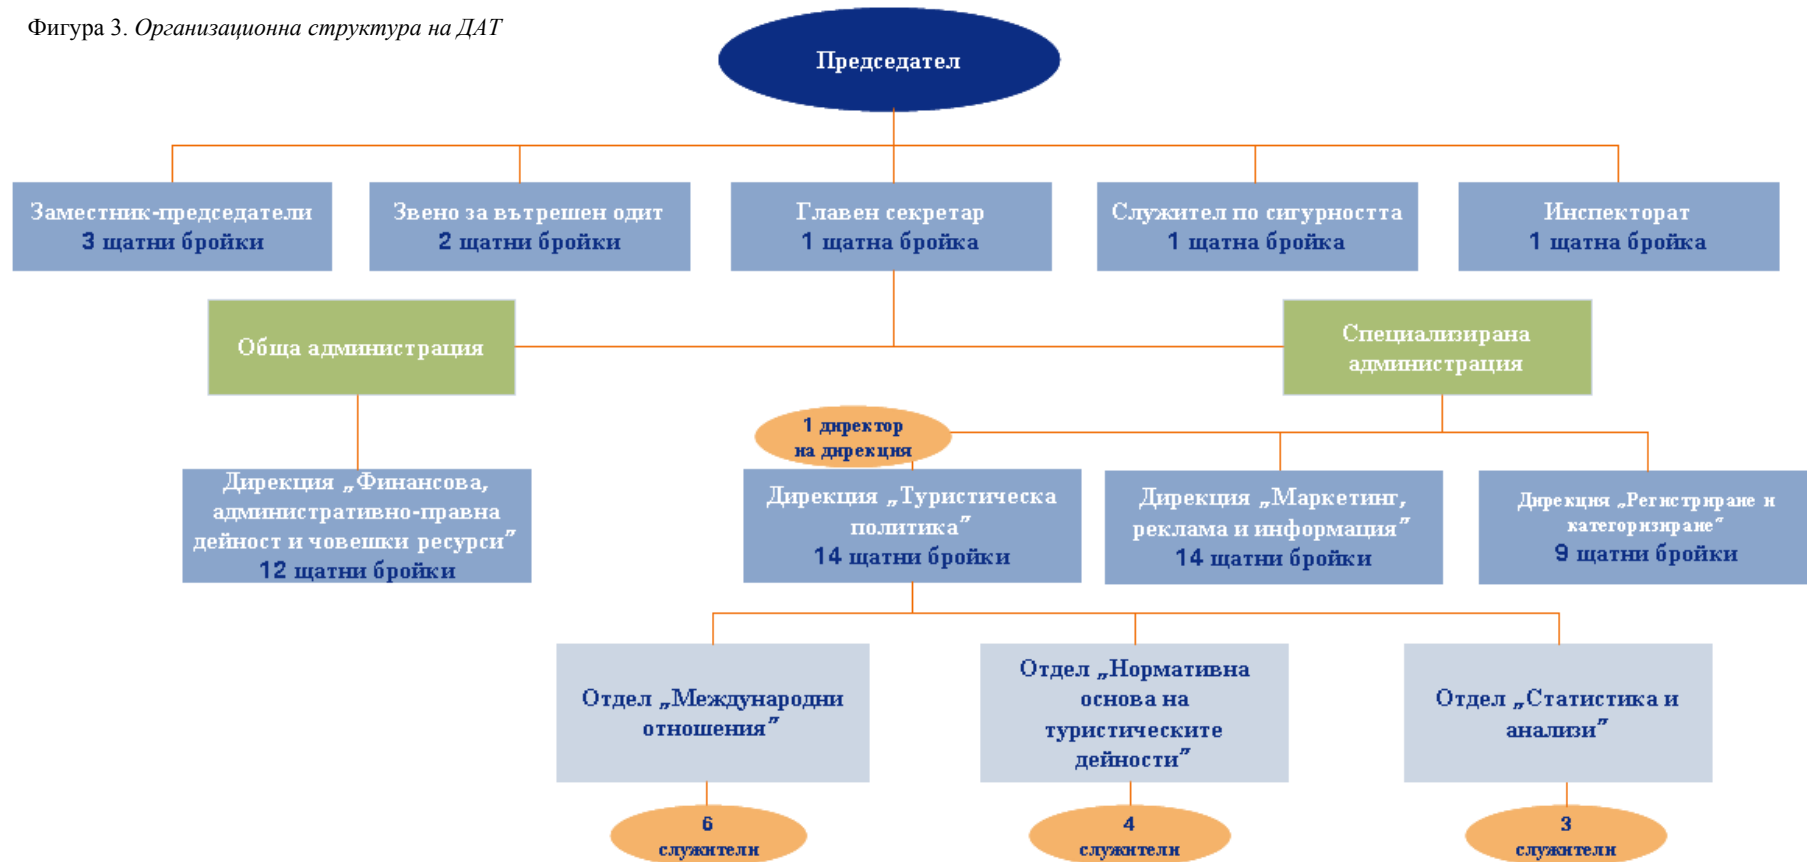 Фигура 3. Организационна структура на ДАТ
Председател
Заместник-председатели
3 щатни бройки
Звено за вътрешен одит
2 щатни бройки
Главен секретар
1 щатна бройка
Служител по сигурността
1 щатна бройка
Инспекторат
1 щатна бройка
Обща администрация
Специализирана
администрация
1 директор
на дирекция
Дирекция „Финансова,
административно-правна
дейност и човешки ресурси”
12 щатни бройки
Дирекция „Туристическа
политика”
14 щатни бройки
Дирекция „Маркетинг,
реклама и информация”
14 щатни бройки
Дирекция „Регистриране и
категоризиране”
9 щатни бройки
Отдел „Международни
отношения”
Отдел „Нормативна
основа на
туристическите
дейности”
Отдел „Статистика и
анализи”
6
служители
4
служители
3
служители